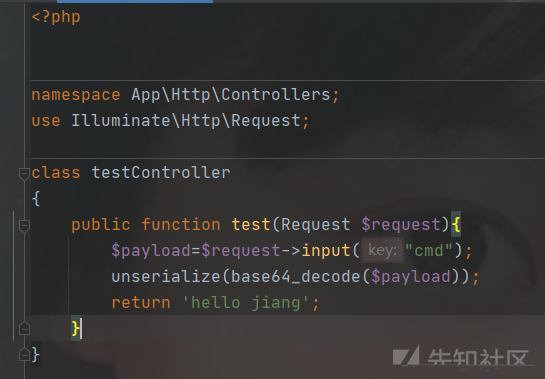 <?php
namespace App\Http\Controllers;
use Illuminate\Http\Request;
class testController
{
public function test(Request $request){
$payload=$request->input( key: "cmd");
unserialize(base64_decode($payload));
return 'hello jiang';
}
}
先知社区